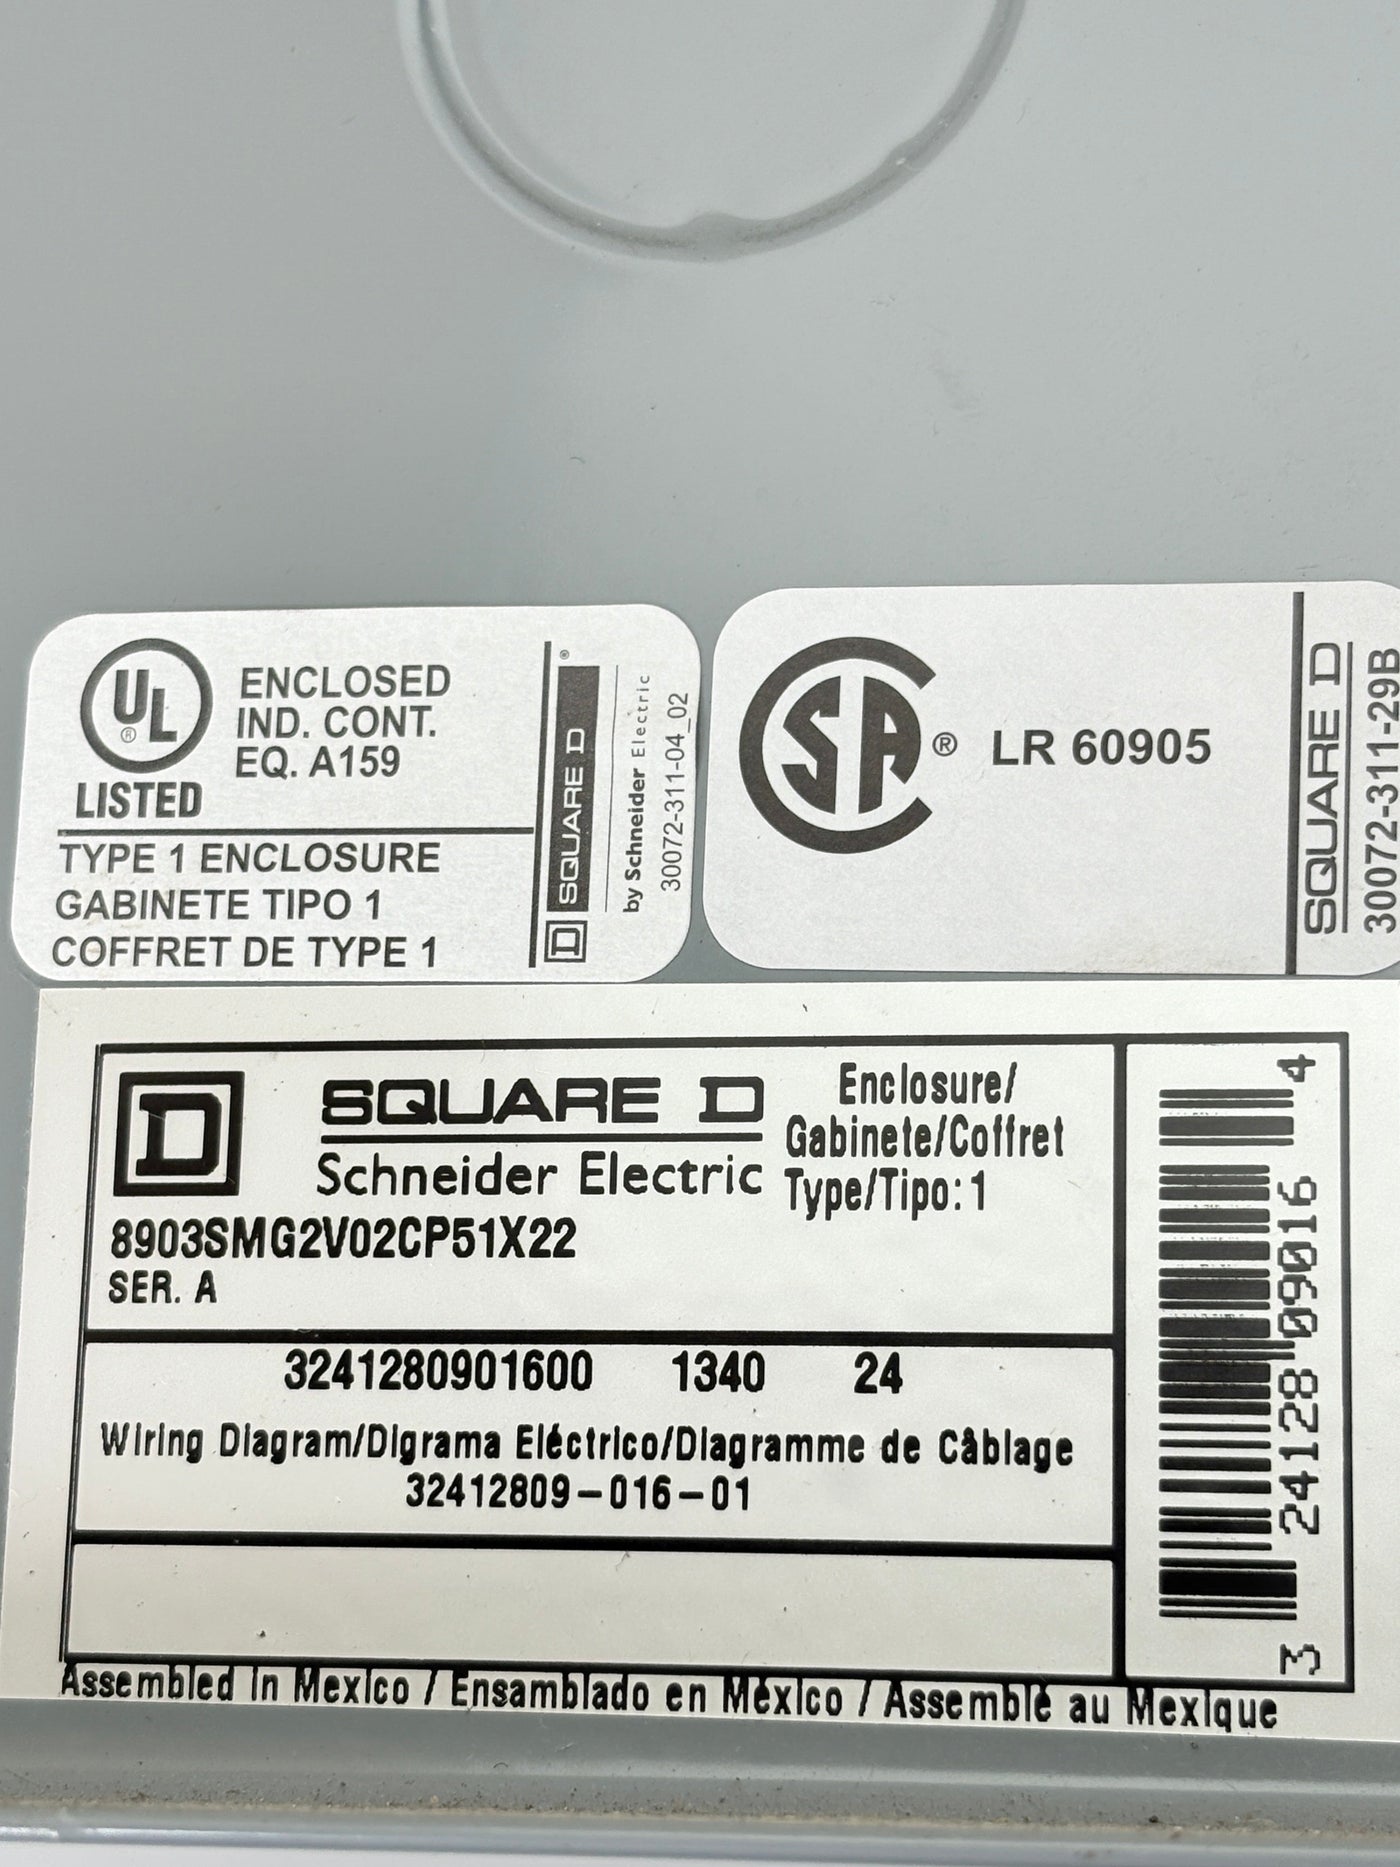 UL
®
LISTED
ENCLOSED
IND. CONT.
EQ. A159
TYPE 1 ENCLOSURE
GABINETE TIPO 1
COFFRET DE TYPE 1
D SQUARE D ®
by Schneider Electric
30072-311-04_02
SA ® LR 60905
SQUARE D
30072-311-29B
D
SQUARE D
Schneider Electric
Enclosure/
Gabinete/Coffret
Type/Tipo: 1
8903SMG2V02CP51X22
SER. A
3241280901600 1340 24
Wiring Diagram/Digrama Eléctrico/Diagramme de Câblage
32412809-016-01
3 24128 09016 4
Assembled in Mexico / Ensamblado en México / Assemblé au Mexique